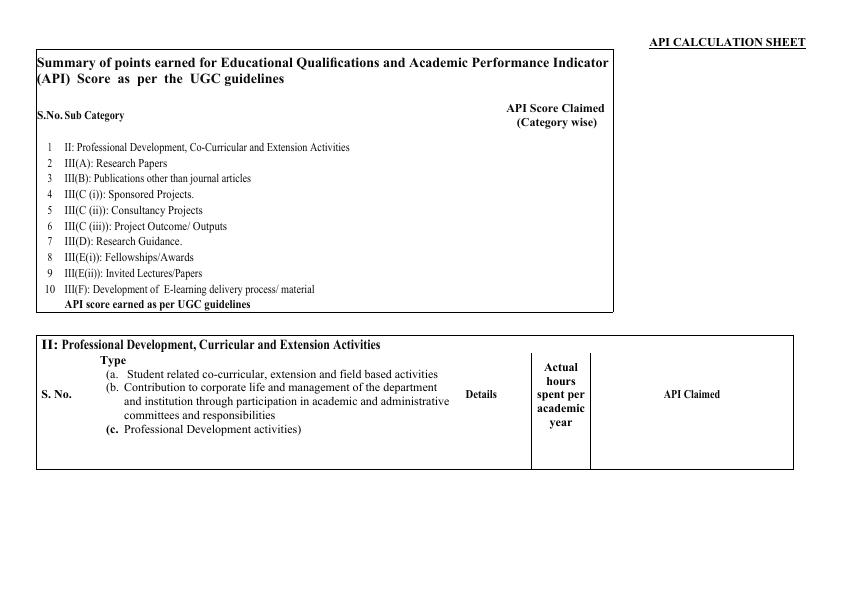 API CALCULATION SHEET
Summary of points earned for Educational Qualifications and Academic Performance Indicator
(API) Score as per the UGC guidelines
S.No. Sub Category
API Score Claimed
(Category wise)
1 II: Professional Development, Co-Curricular and Extension Activities
2 III(A): Research Papers
3 III(B): Publications other than journal articles
4 III(C (i)): Sponsored Projects.
5 III(C (ii)): Consultancy Projects
6 III(C (iii)): Project Outcome/ Outputs
7 III(D): Research Guidance.
8 III(E(i)): Fellowships/Awards
9 III(E(ii)): Invited Lectures/Papers
10 III(F): Development of E-learning delivery process/ material
API score earned as per UGC guidelines
II: Professional Development, Curricular and Extension Activities
S. No.
Type
(a. Student related co-curricular, extension and field based activities
(b. Contribution to corporate life and management of the department
and institution through participation in academic and administrative
committees and responsibilities
(c. Professional Development activities)
Details
Actual
hours
spent per
academic
year
API Claimed